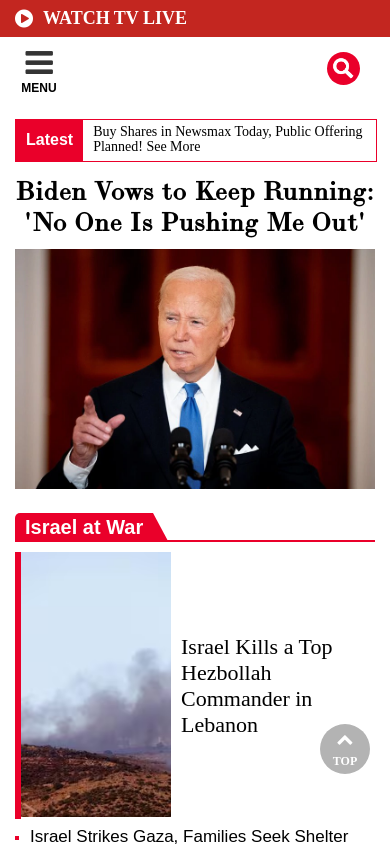 WATCH TV LIVE
MENU
Latest
Buy Shares in Newsmax Today, Public Offering
Planned! See More
Biden Vows to Keep Running:
'No One Is Pushing Me Out'
Israel at War
Israel Kills a Top
Hezbollah
Commander in
Lebanon
TOP
Israel Strikes Gaza, Families Seek Shelter